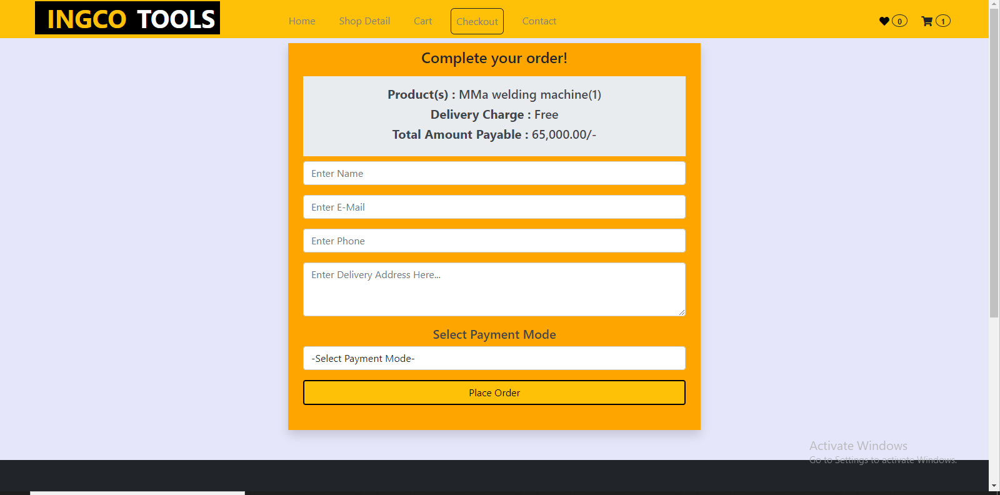 INGCO TOOLS
Home
Shop Detail
Cart
Checkout
Contact
0
1
Complete your order!
Product(s) : MMa welding machine(1)
Delivery Charge : Free
Total Amount Payable : 65,000.00/-
Enter Name
Enter E-Mail
Enter Phone
Enter Delivery Address Here...
Select Payment Mode
-Select Payment Mode-
Place Order
Activate Windows
Go to Settings to activate Windows.